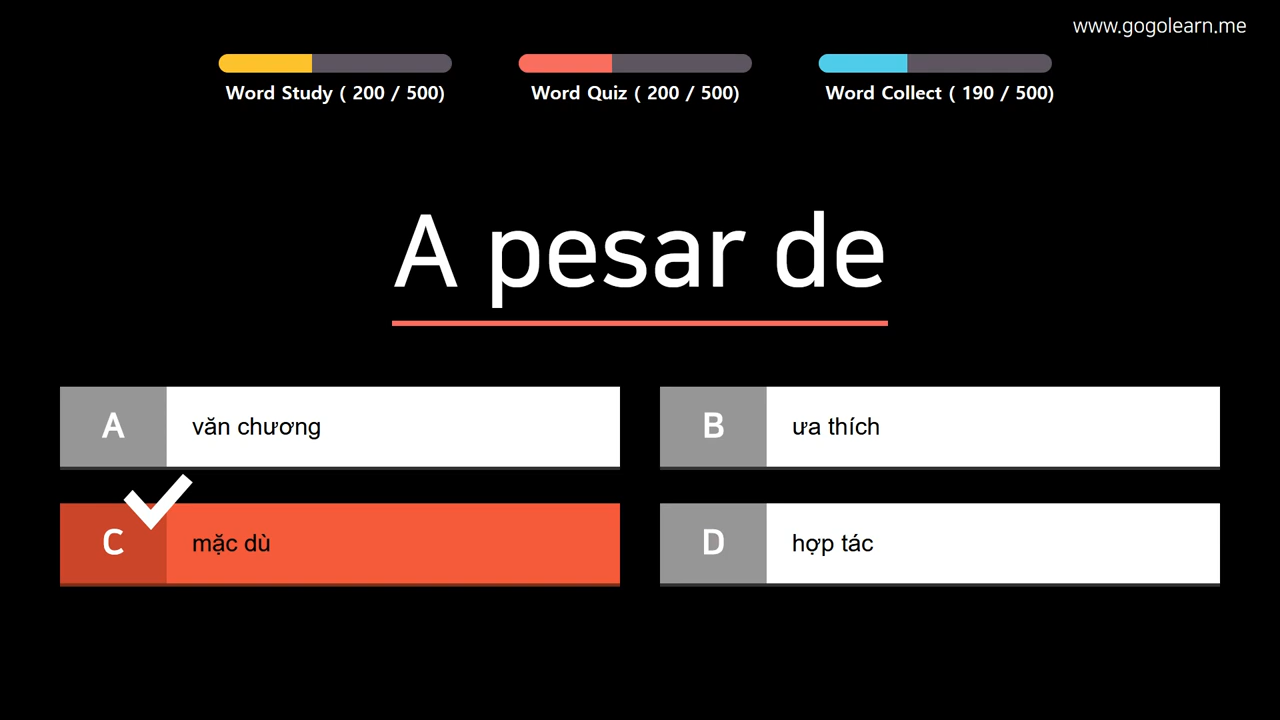 www.gogolearn.me
Word Study ( 200 / 500)
Word Quiz ( 200 / 500)
Word Collect ( 190 / 500)
A pesar de
A
văn chương
B
ưa thích
C
mặc dù
D
hợp tác